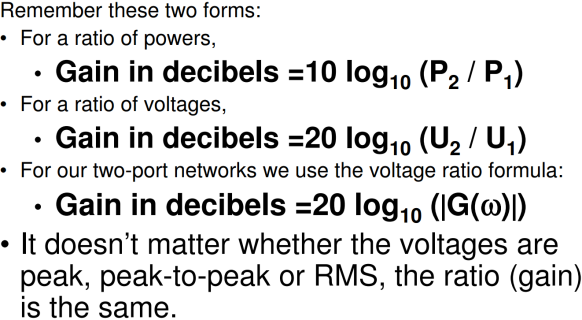 Remember these two forms:
• For a ratio of powers,
• Gain in decibels =10 log₁₀ (P₂ / P₁)
• For a ratio of voltages,
• Gain in decibels =20 log₁₀ (U₂ / U₁)
• For our two-port networks we use the voltage ratio formula:
• Gain in decibels =20 log₁₀ (|G(ω)|)
• It doesn’t matter whether the voltages are
peak, peak-to-peak or RMS, the ratio (gain)
is the same.